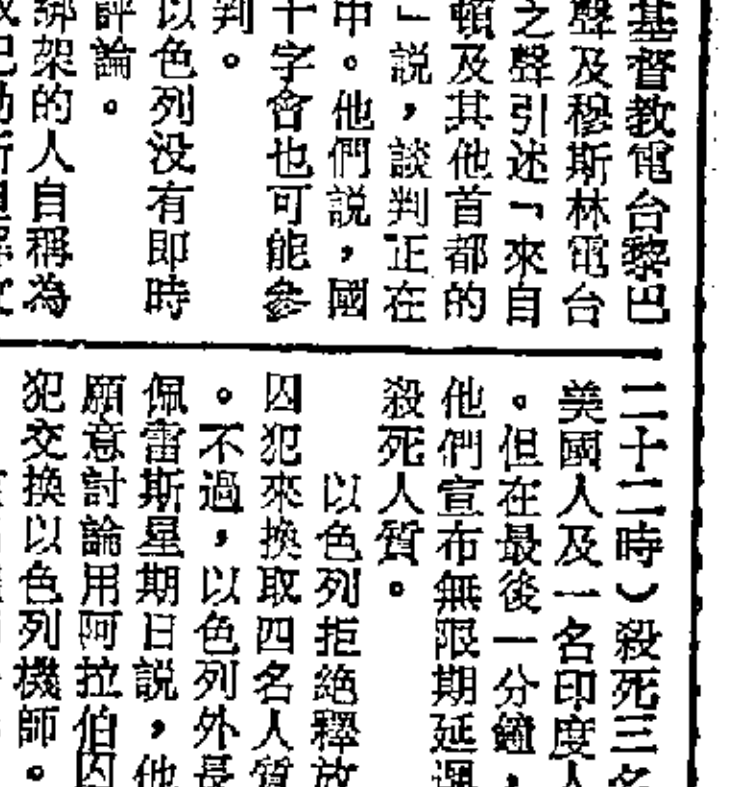 基督教電台黎巴
聲及穆斯林電台
之聲引述「來自
頓及其他首都的
」説,談判正在
中。他們説,國
十字會也可能參
判。
以色列没有即時
評論。
綁架的人自稱為
二十二時)殺死三名
美國人及一名印度人
。但在最後一分鐘,
他們宣布無限期延遲
殺死人質。
以色列拒絶釋放
囚犯來換取四名人質
。不過,以色列外長
佩雷斯星期日説,他
願意討論用阿拉伯囚
犯交換以色列機師。